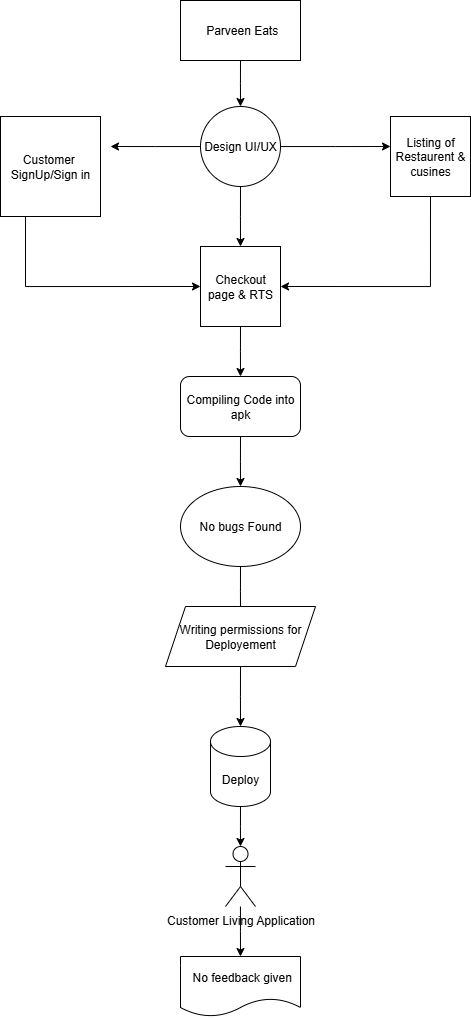 Parveen Eats
Design UI/UX
Customer
SignUp/Sign in
Listing of
Restaurent &
cusines
Checkout
page & RTS
Compiling Code into
apk
No bugs Found
Writing permissions for
Deployement
Deploy
Customer Living Application
No feedback given